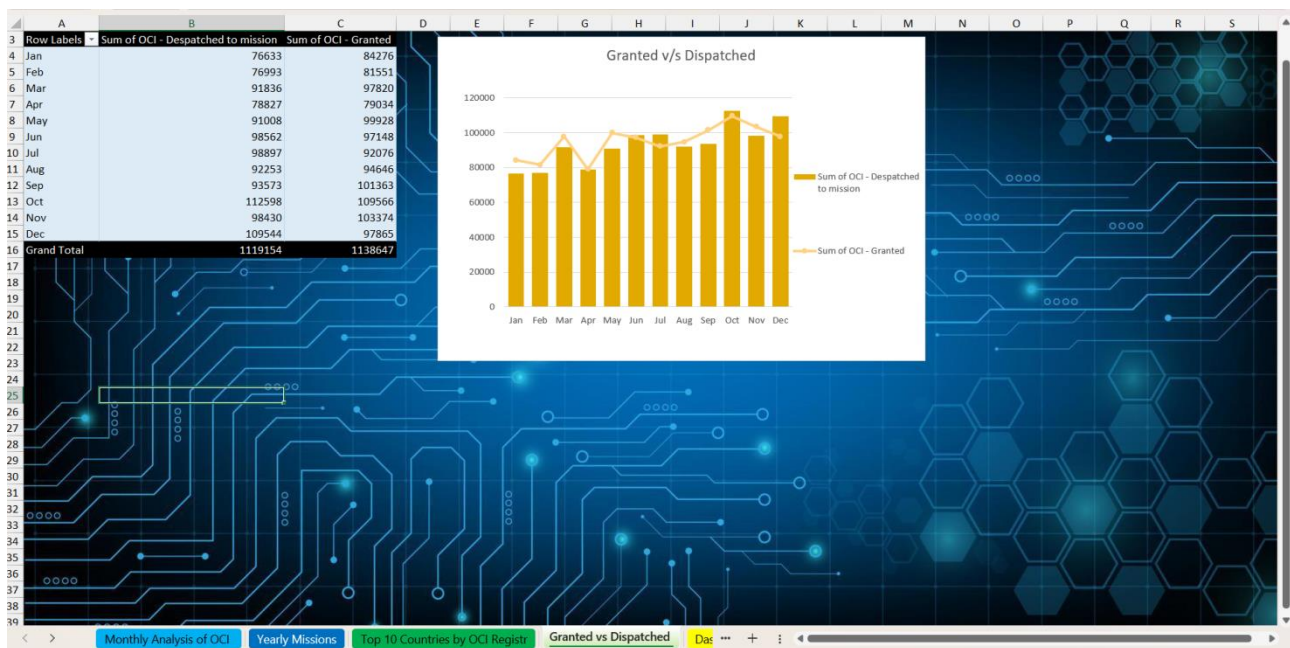 A B C D E F G H I J K L M N O P Q R S
3 Row Labels Sum of OCI - Despatched to mission Sum of OCI - Granted
4 Jan 76633 84276
5 Feb 76993 81551
6 Mar 91836 97820
7 Apr 78827 79034
8 May 91008 99928
9 Jun 98562 97148
10 Jul 98897 92076
11 Aug 92253 94646
12 Sep 93573 101363
13 Oct 112598 109566
14 Nov 98430 103374
15 Dec 109544 97865
16 Grand Total 1119154 1138647
17
18
19
20
21
22
23
24
25
26
27
28
29
30
31
32
33
34
35
36
37
38
39
Granted v/s Dispatched
120000
100000
80000
60000
40000
20000
0
Jan Feb Mar Apr May Jun Jul Aug Sep Oct Nov Dec
Sum of OCI - Despatched
to mission
Sum of OCI - Granted
Monthly Analysis of OCI Yearly Missions Top 10 Countries by OCI Registr Granted vs Dispatched Das ...